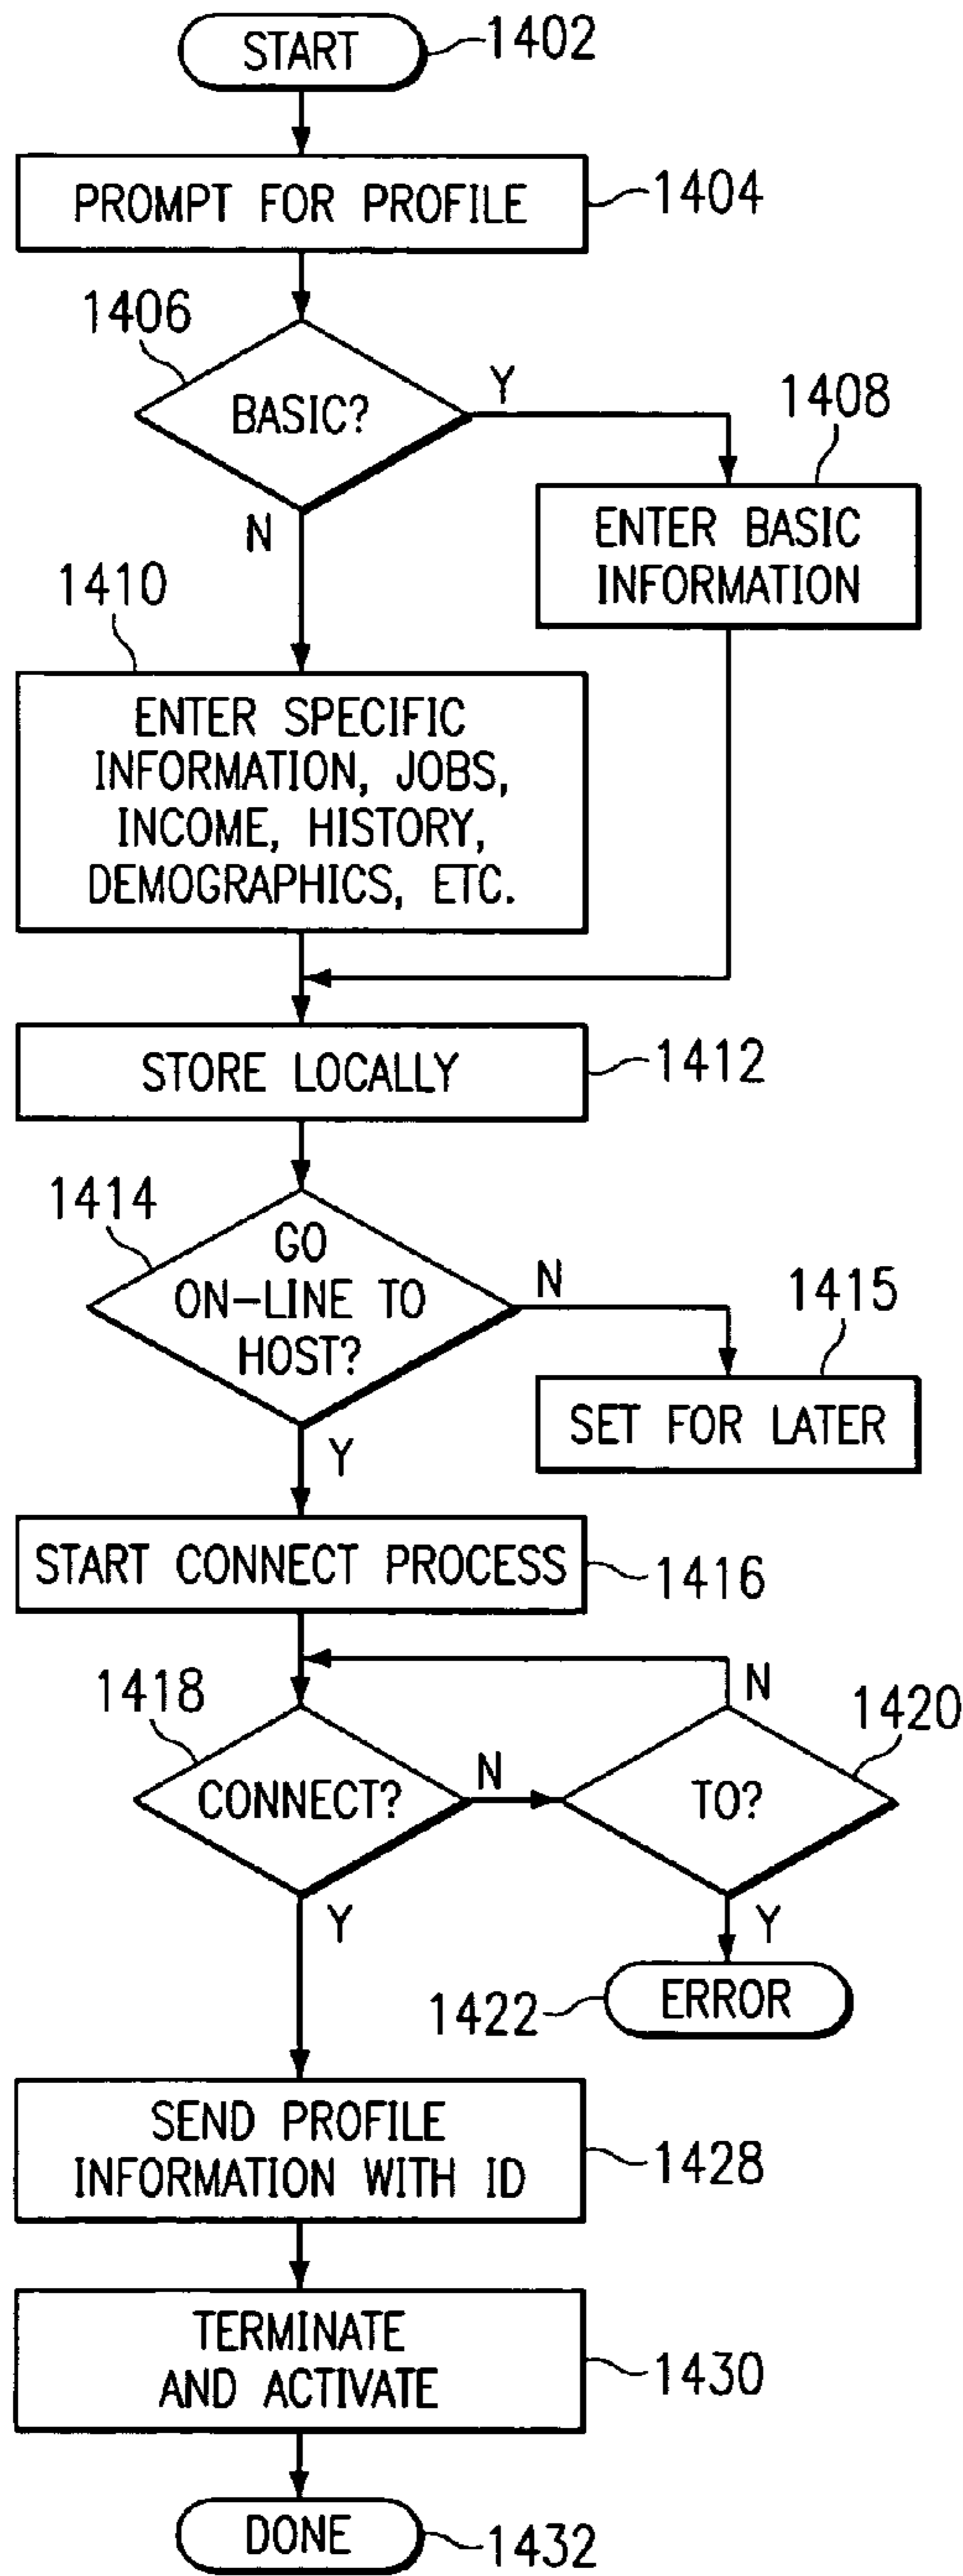 START
1402
PROMPT FOR PROFILE
1404
1406
BASIC?
Y
N
1408
ENTER BASIC
INFORMATION
1410
ENTER SPECIFIC
INFORMATION, JOBS,
INCOME, HISTORY,
DEMOGRAPHICS, ETC.
STORE LOCALLY
1412
1414
GO
ON-LINE TO
HOST?
N
Y
1415
SET FOR LATER
START CONNECT PROCESS
1416
1418
CONNECT?
N
Y
N
1420
TO?
Y
1422
ERROR
SEND PROFILE
INFORMATION WITH ID
1428
TERMINATE
AND ACTIVATE
1430
DONE
1432